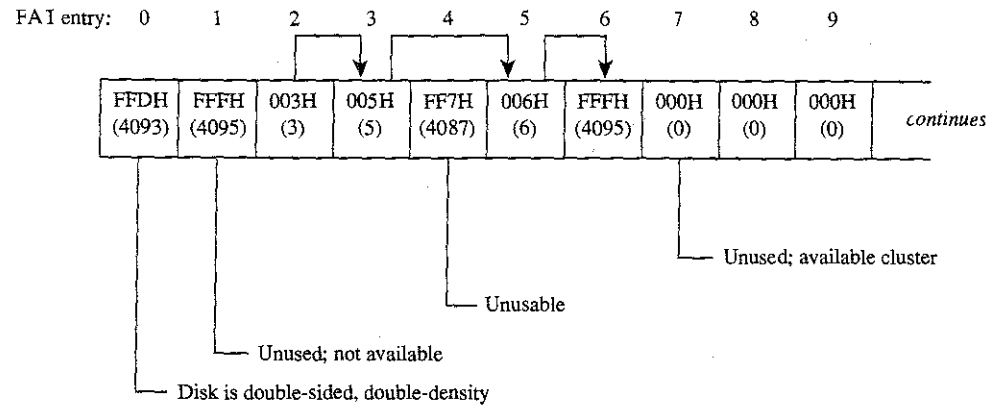 FAT entry: 0 1 2 3 4 5 6 7 8 9
FFDH FFFH 003H 005H FF7H 006H FFFH 000H 000H 000H
(4093) (4095) (3) (5) (4087) (6) (4095) (0) (0) (0)
continues
Unused; available cluster
Unusable
Unused; not available
Disk is double-sided, double-density